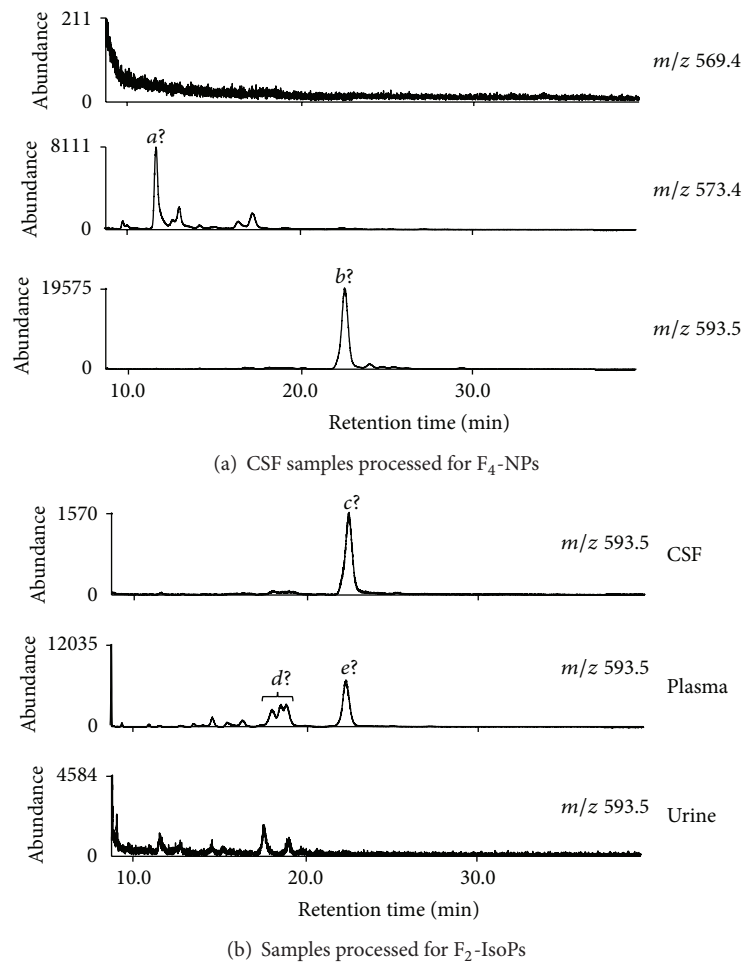 211
Abundance
0
m/z 569.4
a?
8111
Abundance
0
m/z 573.4
b?
19575
Abundance
0
m/z 593.5
10.0 20.0 30.0
Retention time (min)
(a) CSF samples processed for F₄-NPs
c?
1570
Abundance
0
m/z 593.5 CSF
12035
Abundance
0
d? e?
m/z 593.5 Plasma
4584
Abundance
0
m/z 593.5 Urine
10.0 20.0 30.0
Retention time (min)
(b) Samples processed for F₂-IsoPs